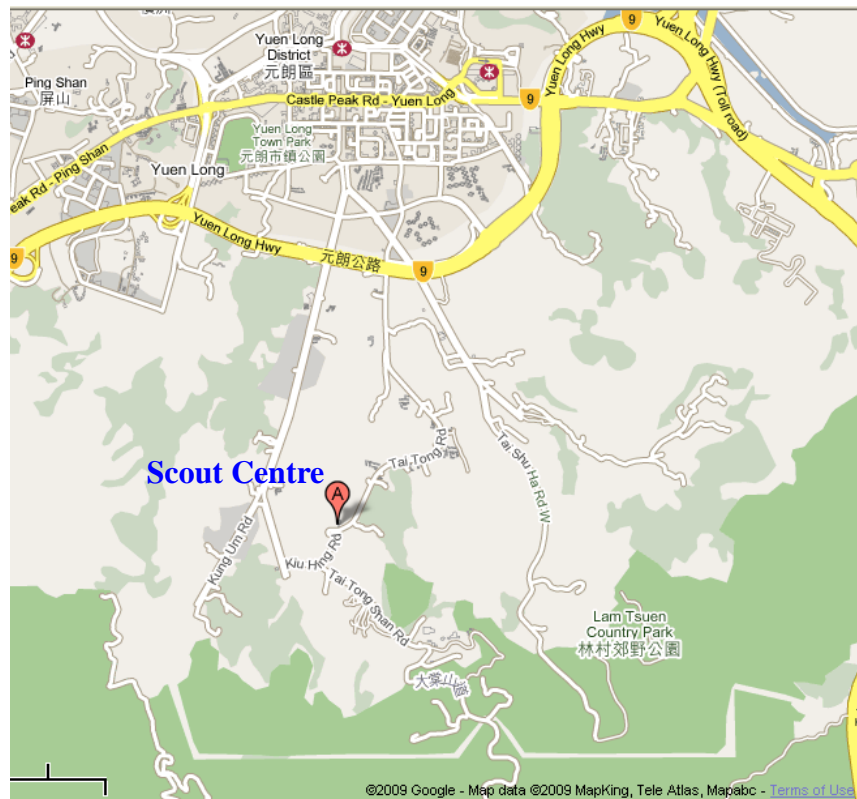 9
Yuen Long Hwy
Yuen Long Hwy (Toll road)
Yuen Long
District
元朗區
Ping Shan
屏山
Yuen Long Hwy
Castle Peak Rd - Yuen Long
9
Yuen Long
Town Park
元朗市鎮公園
Yuen Long
eak Rd - Ping Shan
Yuen Long Hwy
元朗公路
9
9
9
Tai Tong Rd
Tai Shu Ha Rd W
Scout Centre
A
Kung Um Rd
Kiu Hing Rd
Tai Tong Shan Rd
Lam Tsuen
Country Park
林村郊野公園
大棠山道
©2009 Google - Map data ©2009 MapKing, Tele Atlas, Mapabc - Terms of Use